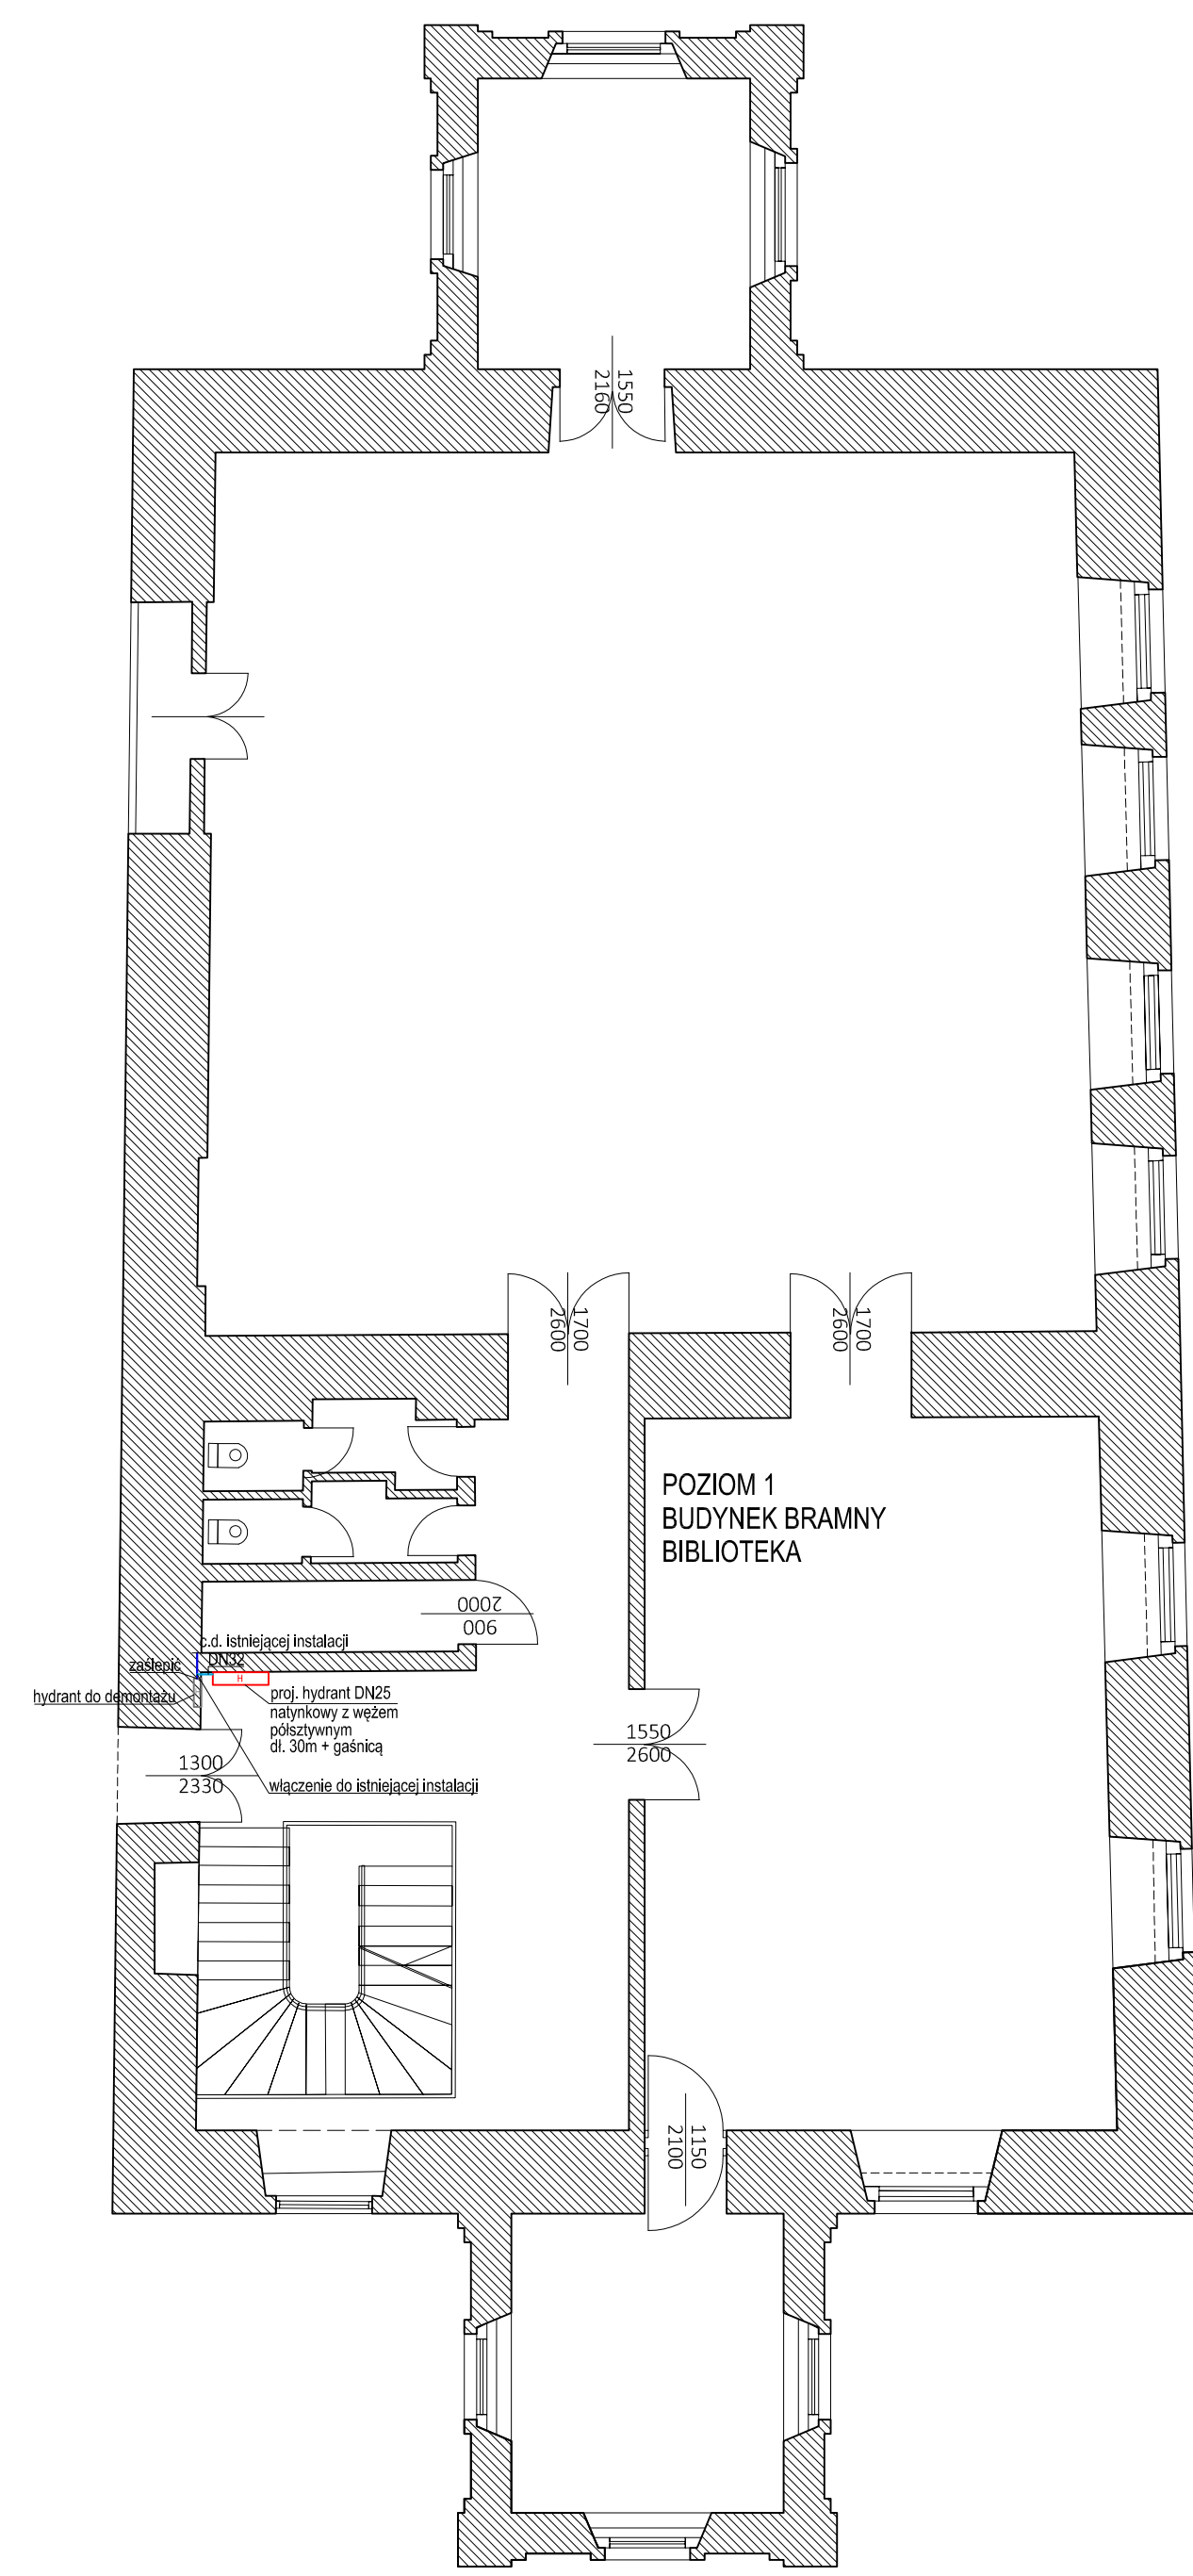 1550
2160
1700
2600
1700
2600
POZIOM 1
BUDYNEK BRAMNY
BIBLIOTEKA
2000
900
c.d. istniejącej instalacji
DN32
zaślepić
H
hydrant do demontażu
proj. hydrant DN25
natynkowy z wężem
półsztywnym
dł. 30m + gaśnicą
1550
2600
1300
2330
włączenie do istniejącej instalacji
1150
2100